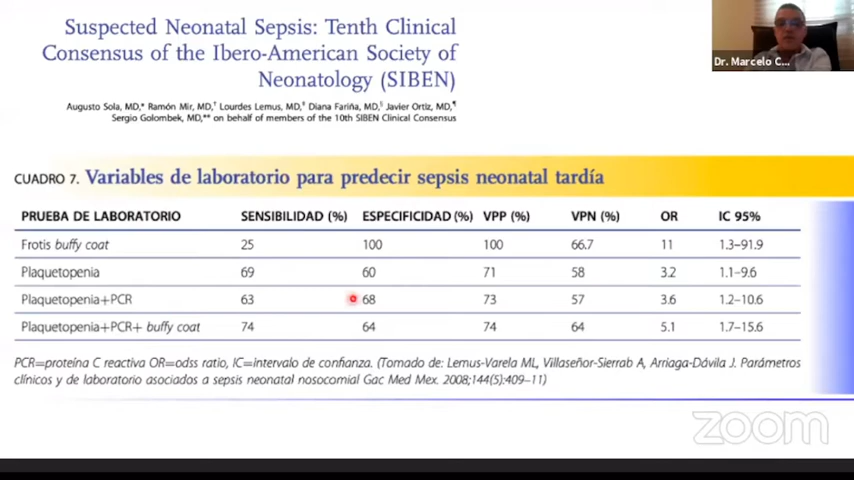 Suspected Neonatal Sepsis: Tenth Clinical
Consensus of the Ibero-American Society of
Neonatology (SIBEN)
Augusto Sola, MD,* Ramón Mir, MD,† Lourdes Lemus, MD,‡ Diana Fariña, MD,§ Javier Ortiz, MD,¶
Sergio Golombek, MD,** on behalf of members of the 10th SIBEN Clinical Consensus
Dr. Marcelo C...
CUADRO 7. Variables de laboratorio para predecir sepsis neonatal tardía
PRUEBA DE LABORATORIO SENSIBILIDAD (%) ESPECIFICIDAD (%) VPP (%) VPN (%) OR IC 95%
Frotis buffy coat 25 100 100 66.7 11 1.3–91.9
Plaquetopenia 69 60 71 58 3.2 1.1–9.6
Plaquetopenia+PCR 63 68 73 57 3.6 1.2–10.6
Plaquetopenia+PCR+ buffy coat 74 64 74 64 5.1 1.7–15.6
PCR=proteína C reactiva OR=odss ratio, IC=intervalo de confianza. (Tomado de: Lemus-Varela ML, Villaseñor-Sierrab A, Arriaga-Dávila J. Parámetros
clínicos y de laboratorio asociados a sepsis neonatal nosocomial Gac Med Mex. 2008;144(5):409–11)
zoom